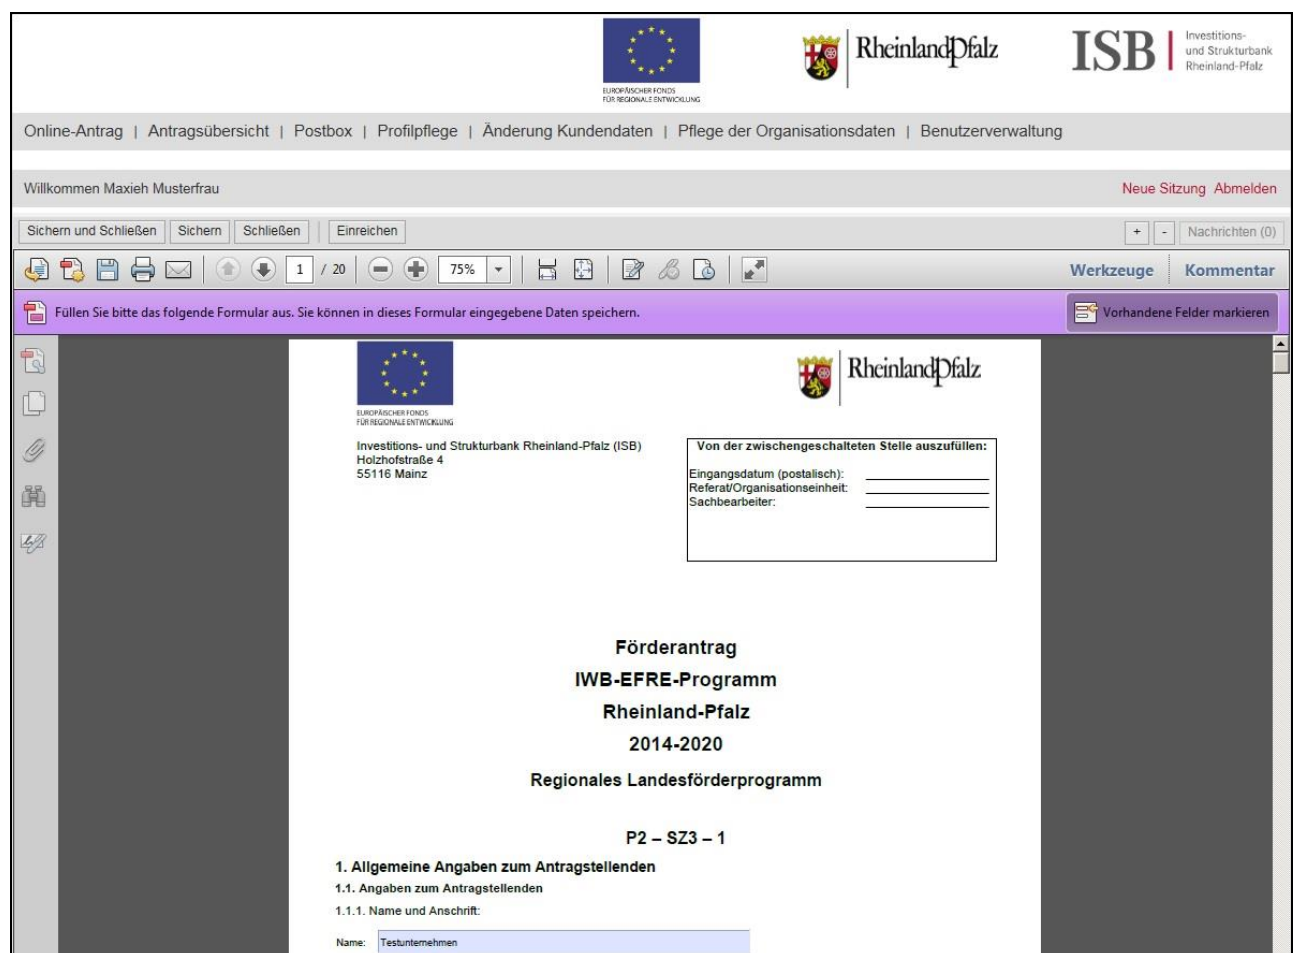 EUROPÄISCHER FONDS
FÜR REGIONALE ENTWICKLUNG
RheinlandPfalz
ISB
Investitions-
und Strukturbank
Rheinland-Pfalz
Online-Antrag | Antragsübersicht | Postbox | Profilpflege | Änderung Kundendaten | Pflege der Organisationsdaten | Benutzerverwaltung
Willkommen Maxieh Musterfrau
Neue Sitzung Abmelden
Sichern und Schließen Sichern Schließen Einreichen + - Nachrichten (0)
1 / 20 75% Werkzeuge Kommentar
Füllen Sie bitte das folgende Formular aus. Sie können in dieses Formular eingegebene Daten speichern.
Vorhandene Felder markieren
EUROPÄISCHER FONDS
FÜR REGIONALE ENTWICKLUNG
RheinlandPfalz
Investitions- und Strukturbank Rheinland-Pfalz (ISB)
Holzhofstraße 4
55116 Mainz
Von der zwischengeschalteten Stelle auszufüllen:
Eingangsdatum (postalisch):
Referat/Organisationseinheit:
Sachbearbeiter:
Förderantrag
IWB-EFRE-Programm
Rheinland-Pfalz
2014-2020
Regionales Landesförderprogramm
P2 – SZ3 – 1
1. Allgemeine Angaben zum Antragstellenden
1.1. Angaben zum Antragstellenden
1.1.1. Name und Anschrift:
Name: Testunternehmen